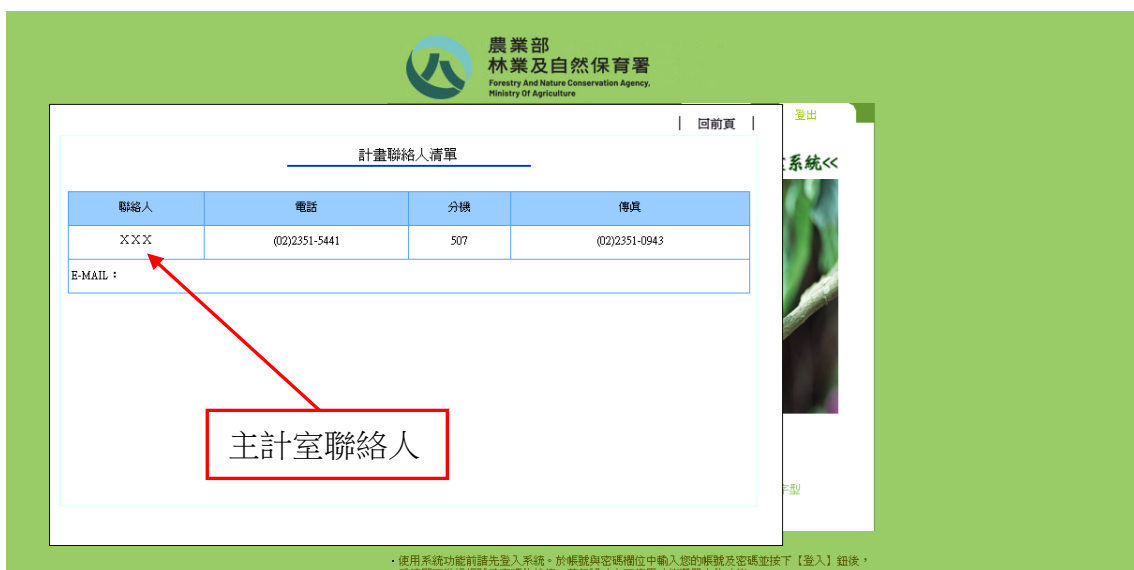 農業部
林業及自然保育署
Forestry And Nature Conservation Agency,
Ministry Of Agriculture
| 回前頁 |
登出
計畫聯絡人清單
系統<<
聯絡人 電話 分機 傳真
XXX (02)2351-5441 507 (02)2351-0943
E-MAIL：
主計室聯絡人
字型
．使用系統功能前請先登入系統。於帳號與密碼欄位中輸入您的帳號及密碼並按下【登入】鈕後，